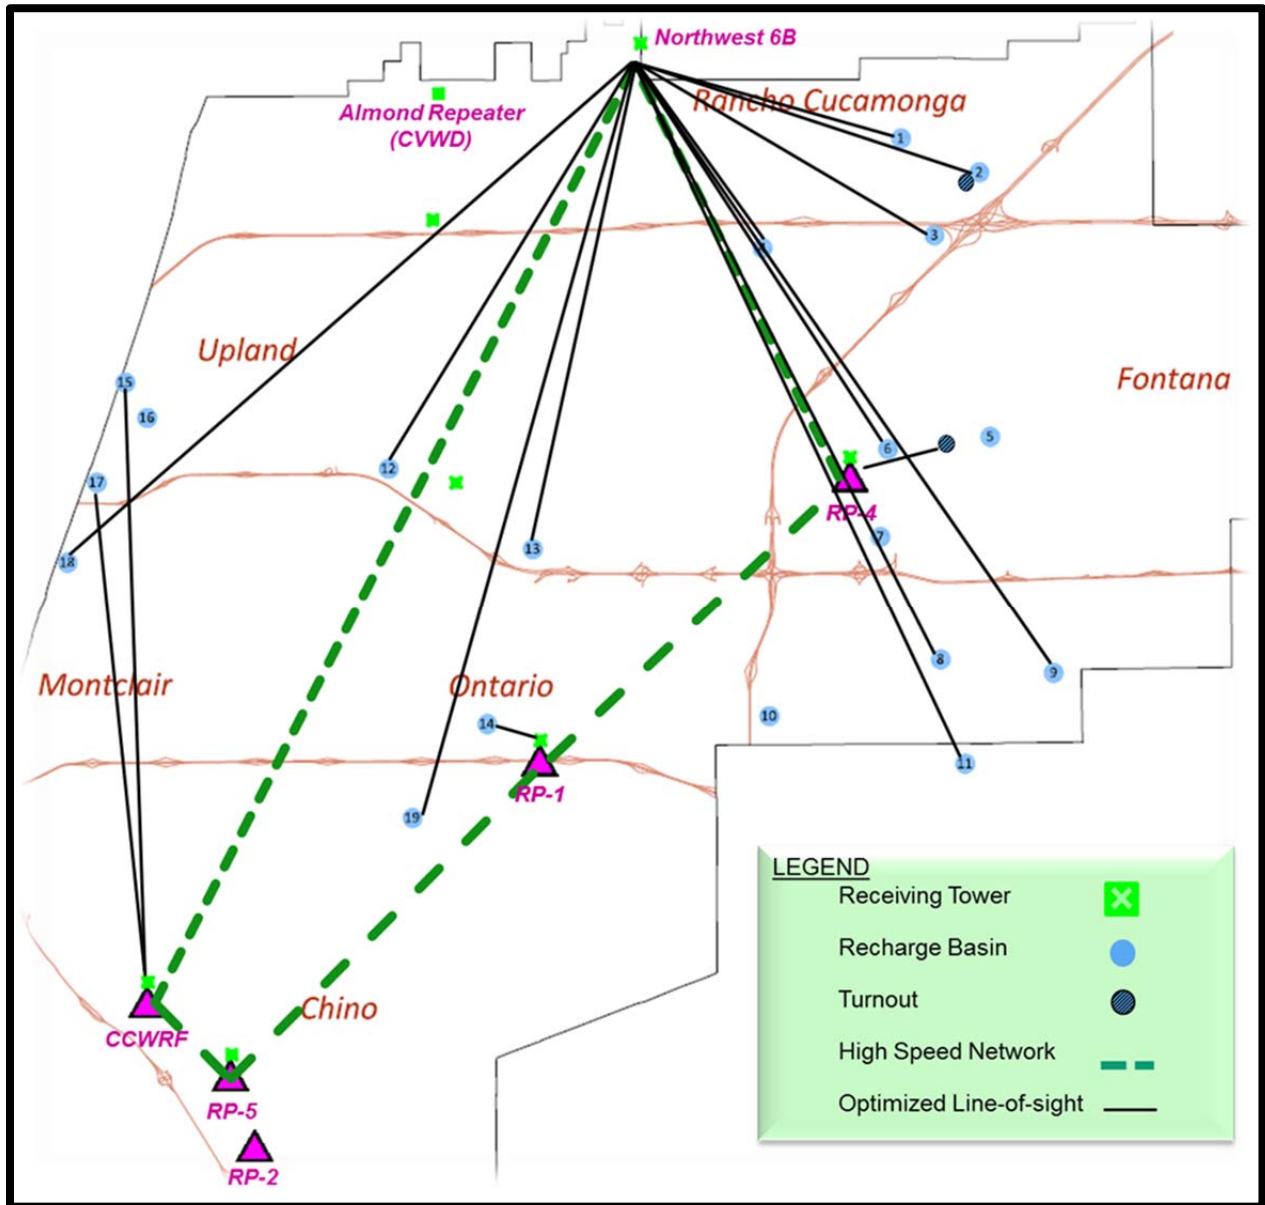 Northwest 6B
Rancho Cucamonga
Almond Repeater
(CVWD)
1
2
3
4
Upland
Fontana
15
16
5
6
12
17
RP-4
7
13
18
8
9
Montclair
Ontario
10
14
11
RP-1
19
LEGEND
Receiving Tower
Recharge Basin
Turnout
High Speed Network
Optimized Line-of-sight
Chino
CCWRF
RP-5
RP-2